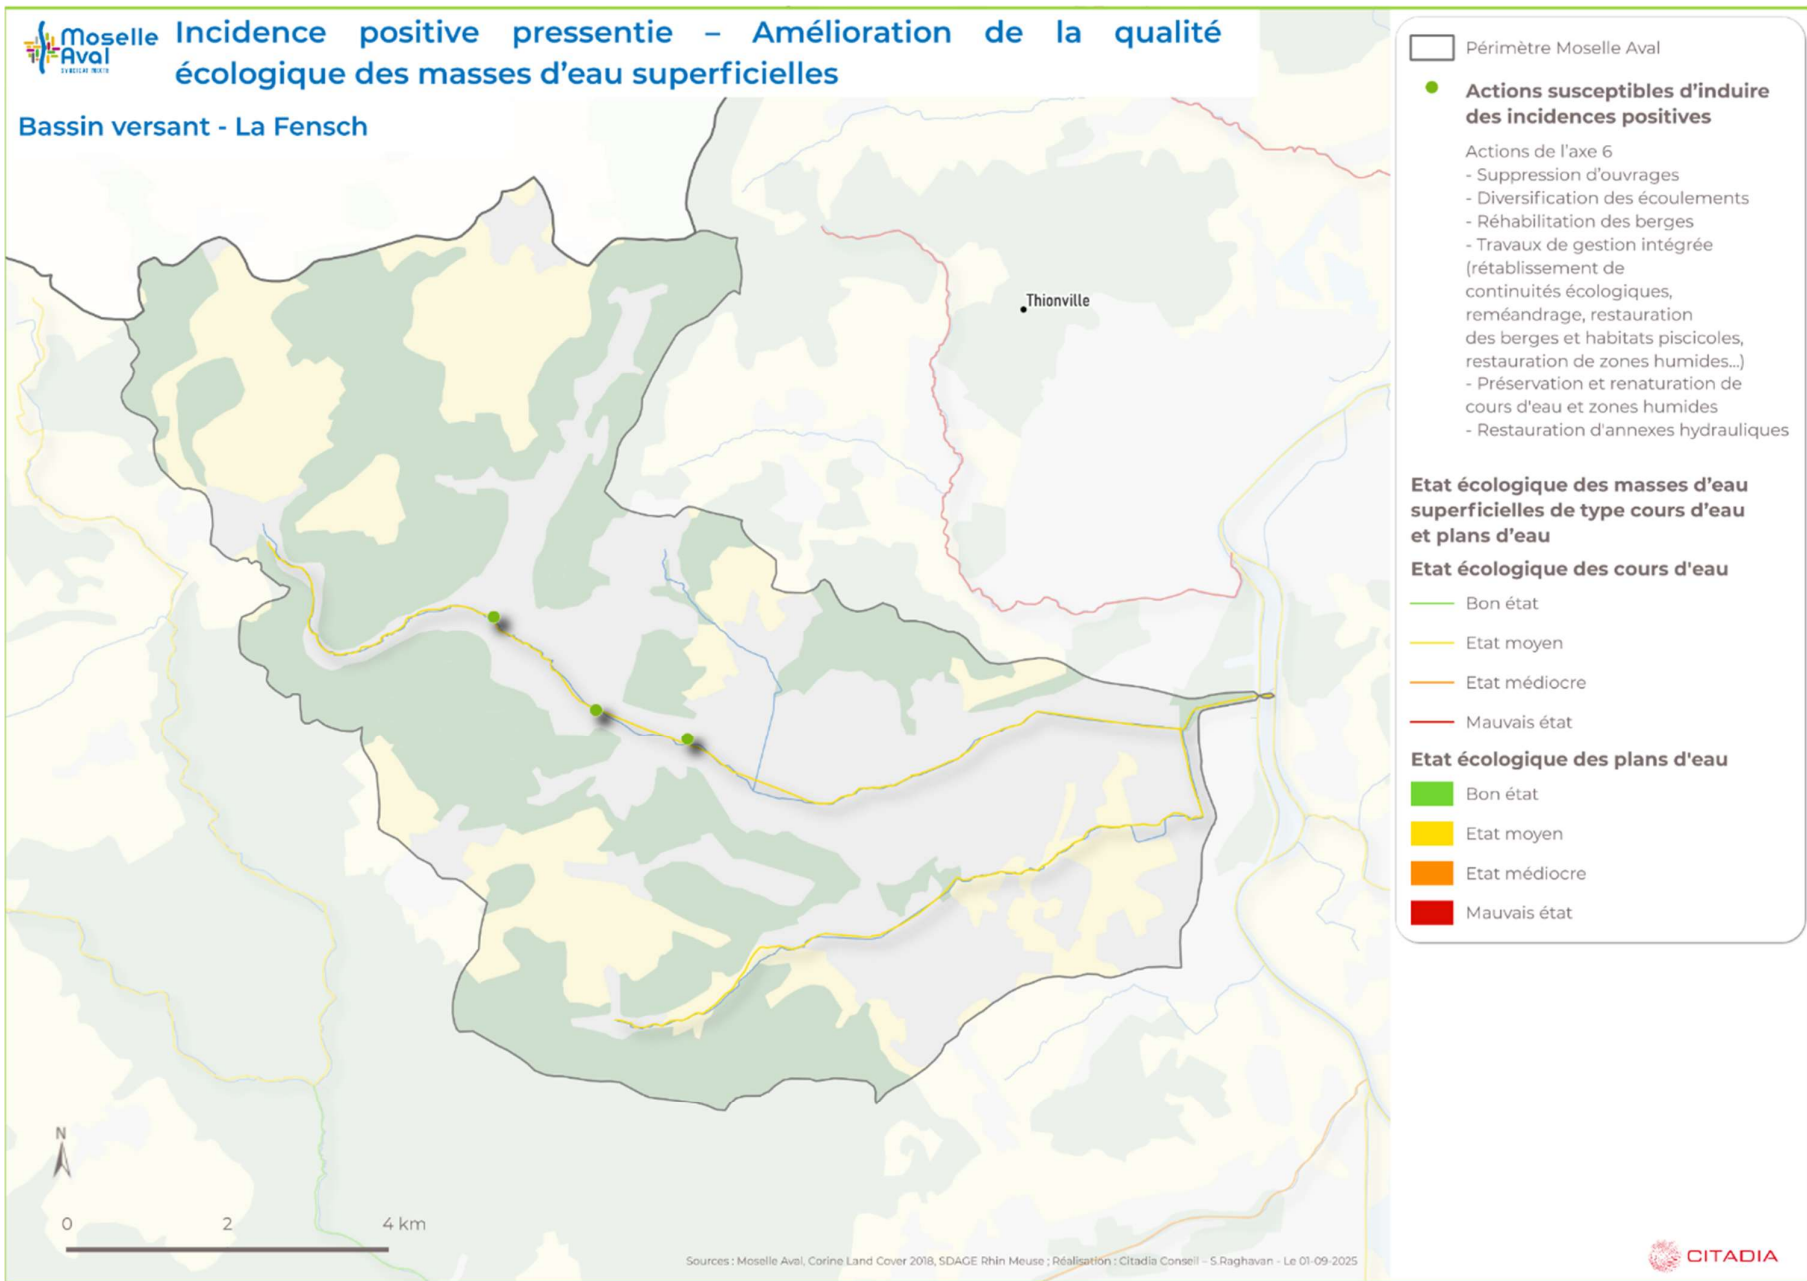 Moselle
Aval
SYNDICAT MIXTE
Incidence positive pressentie – Amélioration de la qualité
écologique des masses d'eau superficielles
Bassin versant - La Fensch
Thionville
N
0 2 4 km
Sources : Moselle Aval, Corine Land Cover 2018, SDAGE Rhin Meuse ; Réalisation : Citadia Conseil – S.Raghavan - Le 01-09-2025
Périmètre Moselle Aval
Actions susceptibles d'induire
des incidences positives
Actions de l'axe 6
- Suppression d'ouvrages
- Diversification des écoulements
- Réhabilitation des berges
- Travaux de gestion intégrée
(rétablissement de
continuités écologiques,
reméandrage, restauration
des berges et habitats piscicoles,
restauration de zones humides...)
- Préservation et renaturation de
cours d'eau et zones humides
- Restauration d'annexes hydrauliques
Etat écologique des masses d'eau
superficielles de type cours d'eau
et plans d'eau
Etat écologique des cours d'eau
Bon état
Etat moyen
Etat médiocre
Mauvais état
Etat écologique des plans d'eau
Bon état
Etat moyen
Etat médiocre
Mauvais état
CITADIA